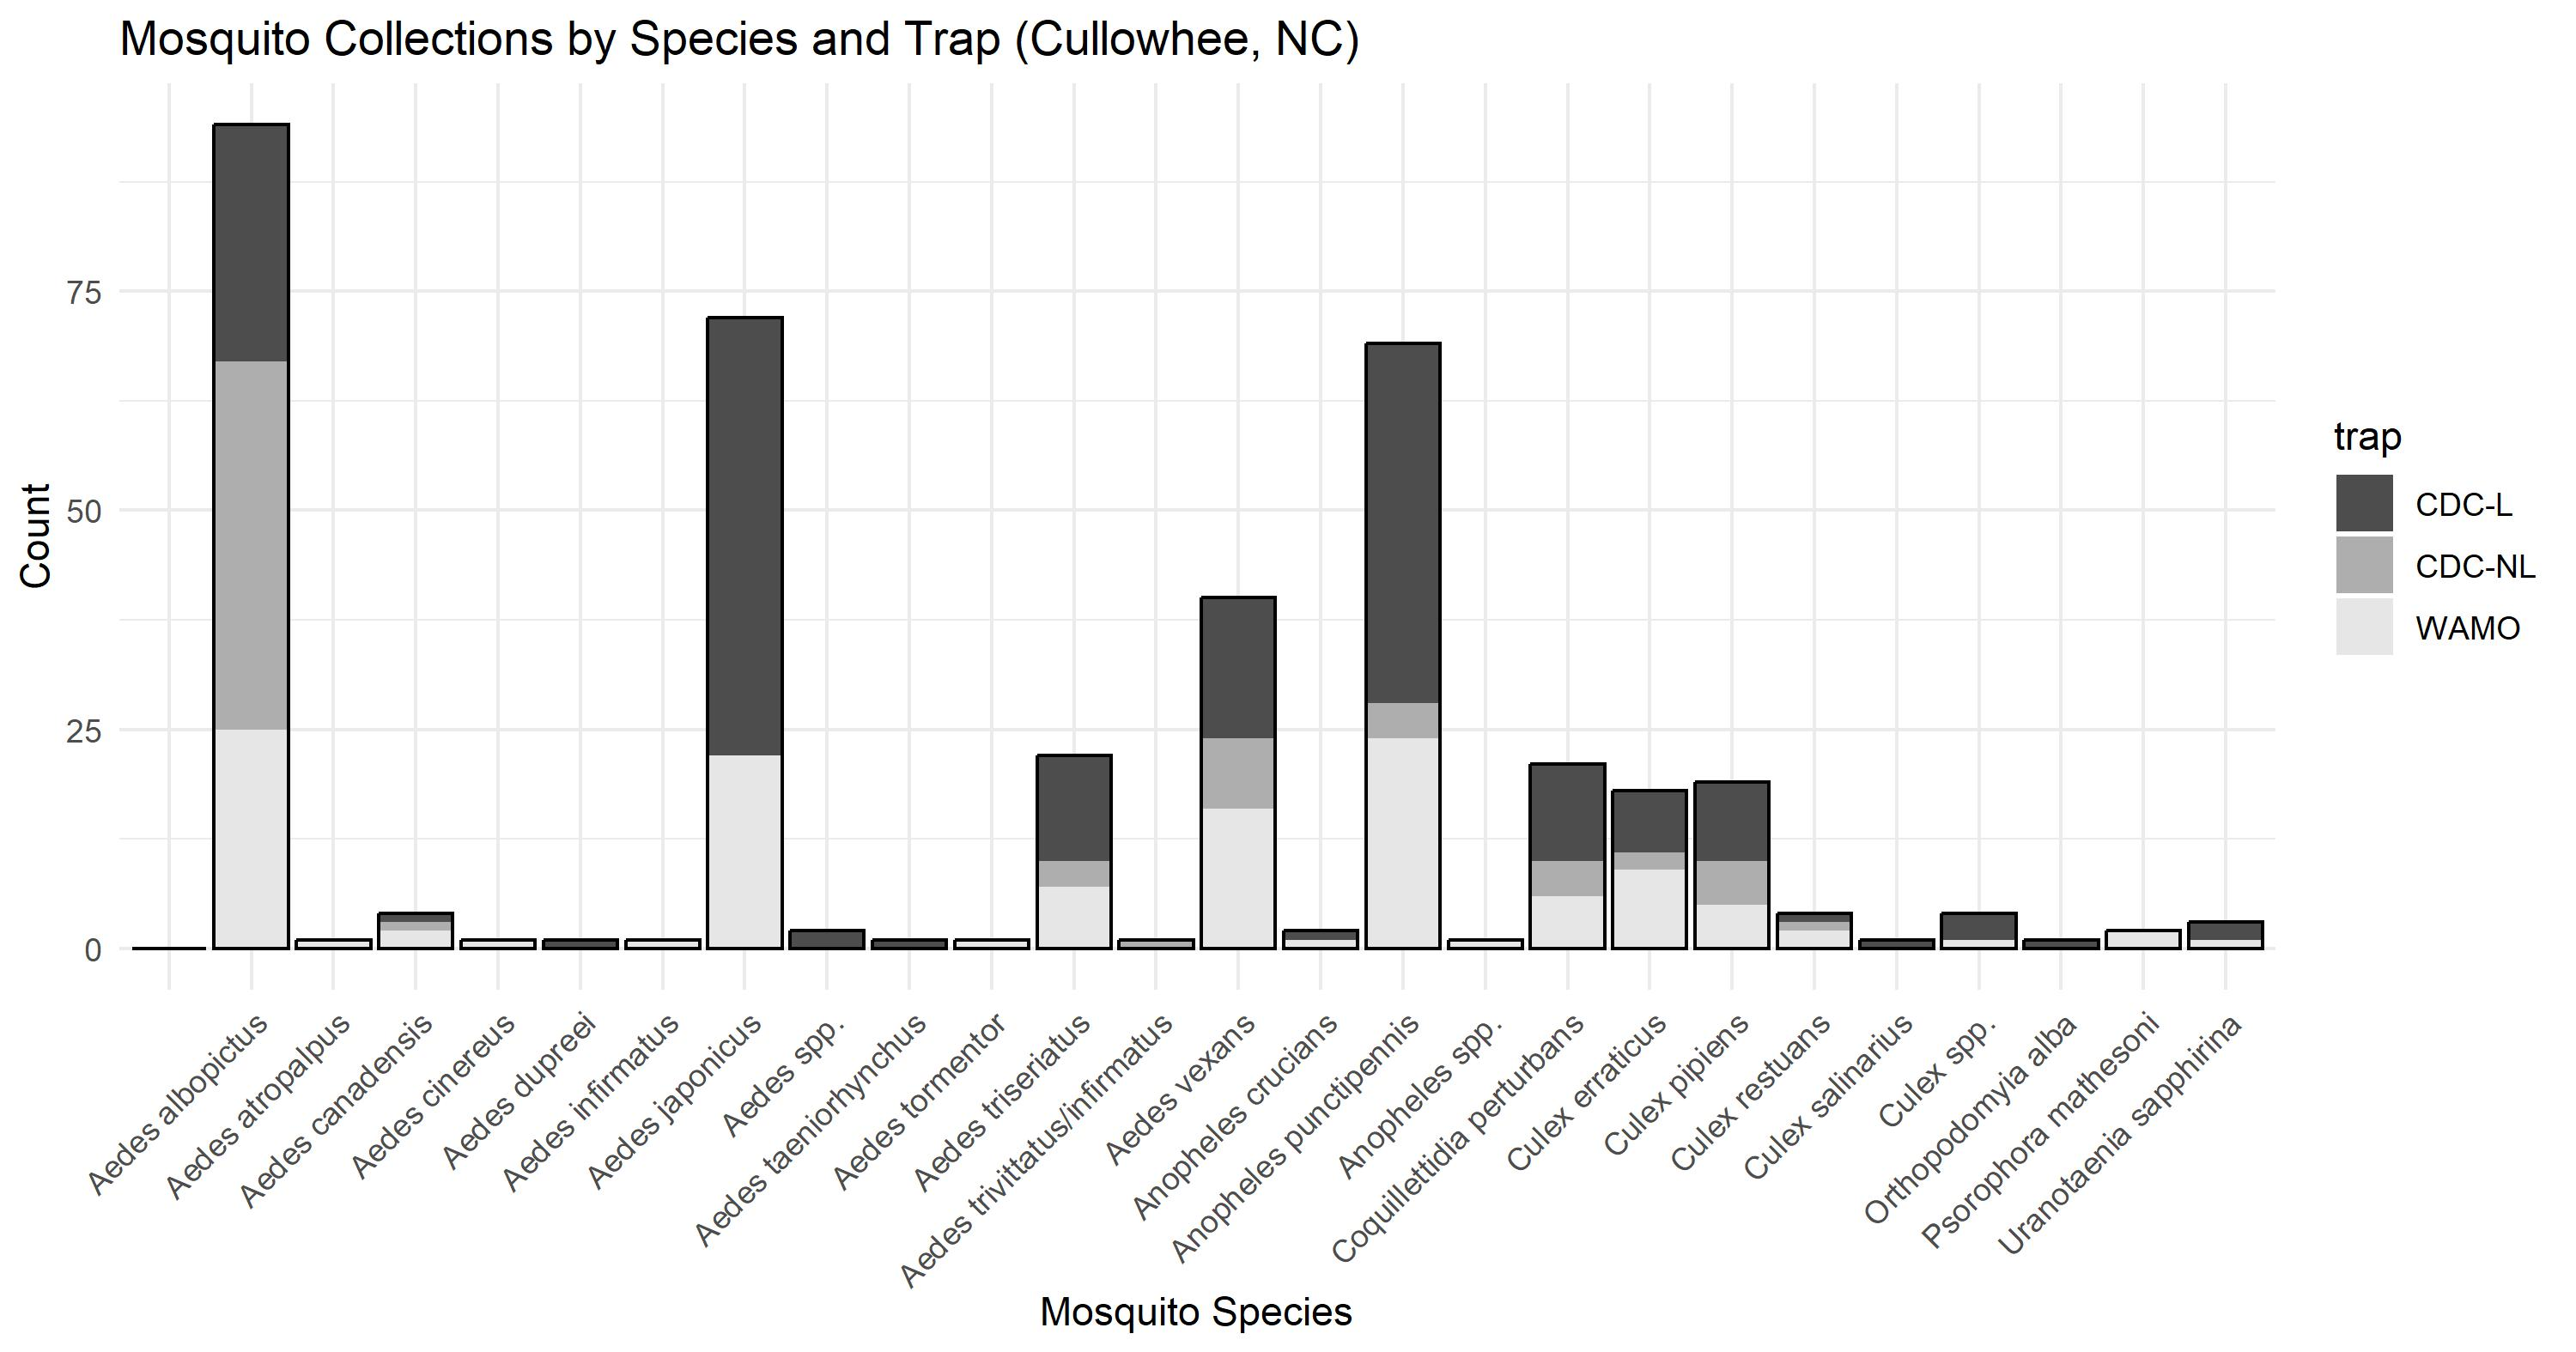 Mosquito Collections by Species and Trap (Cullowhee, NC)
Count
75
50
25
0
Aedes albopictus
Aedes atropalpus
Aedes canadensis
Aedes cinereus
Aedes dupreei
Aedes infirmatus
Aedes japonicus
Aedes spp.
Aedes taeniorhynchus
Aedes tormentor
Aedes triseriatus
Aedes trivittatus/infirmatus
Aedes vexans
Anopheles crucians
Anopheles punctipennis
Anopheles spp.
Coquillettidia perturbans
Culex erraticus
Culex pipiens
Culex restuans
Culex salinarius
Culex spp.
Orthopodomyia alba
Psorophora mathesoni
Uranotaenia sapphirina
Mosquito Species
trap
CDC-L
CDC-NL
WAMO